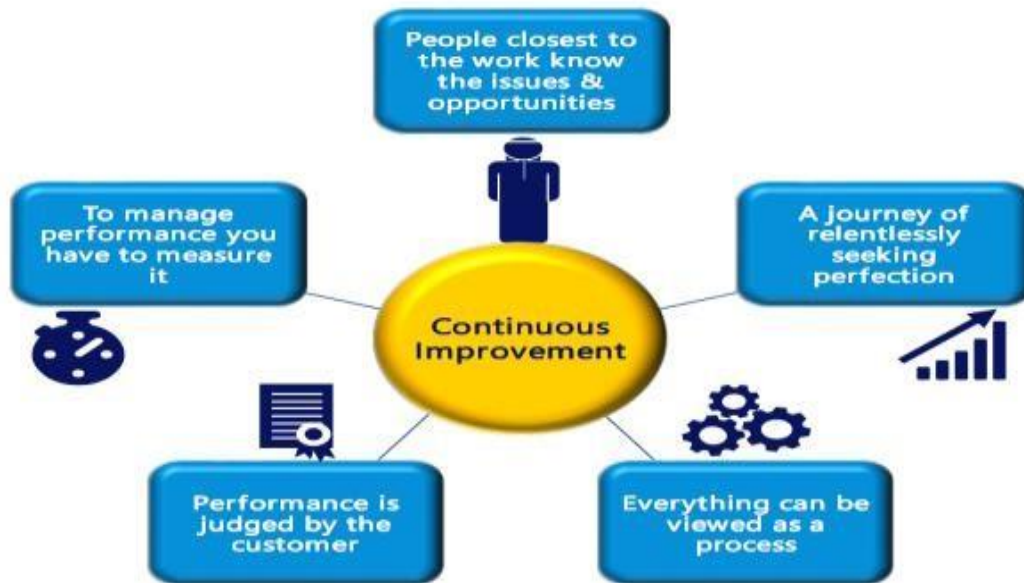 People closest to
the work know
the issues &
opportunities
To manage
performance you
have to measure
it
A journey of
relentlessly
seeking
perfection
Continuous
Improvement
Performance is
judged by the
customer
Everything can be
viewed as a
process